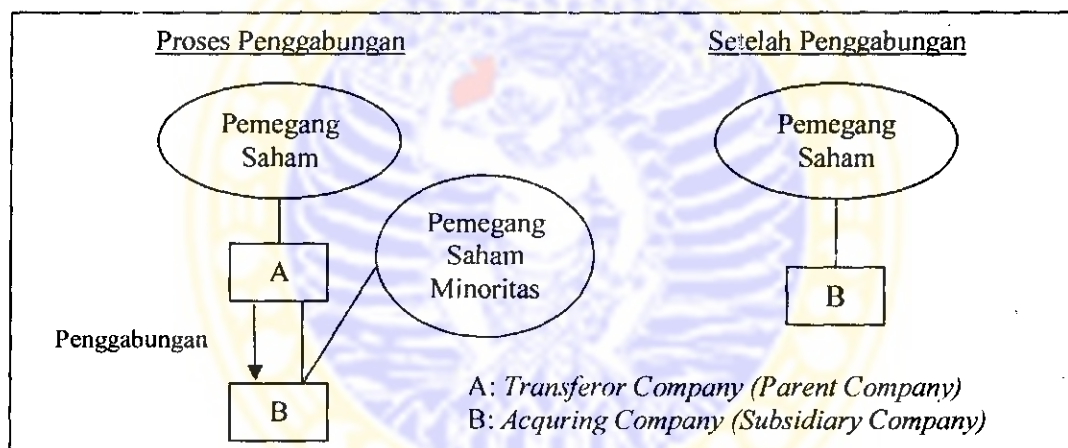 Proses Penggabungan
Setelah Penggabungan
Pemegang
Saham
Pemegang
Saham
Pemegang
Saham
Minoritas
A
B
Penggabungan
B
A: Transferor Company (Parent Company)
B: Acquring Company (Subsidiary Company)